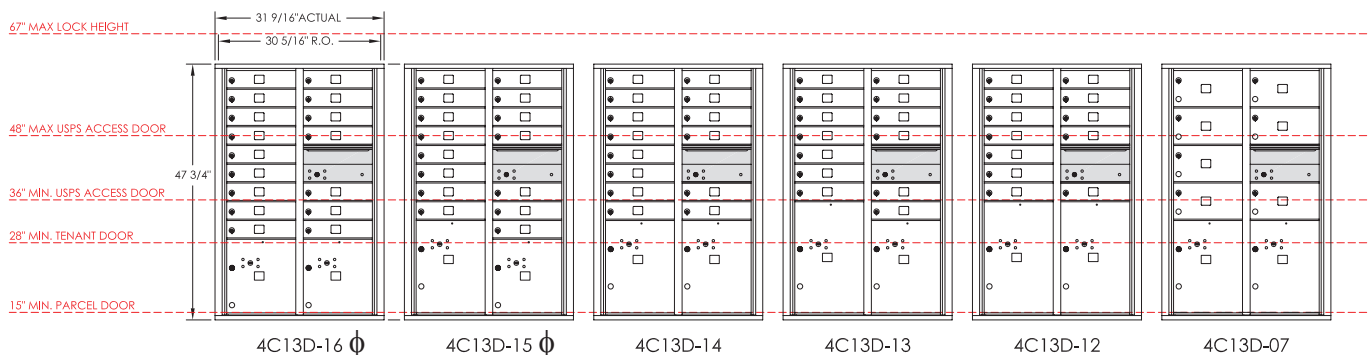 31 9/16"ACTUAL
67" MAX LOCK HEIGHT
30 5/16" R.O.
48" MAX USPS ACCESS DOOR
47 3/4"
36" MIN. USPS ACCESS DOOR
28" MIN. TENANT DOOR
15" MIN. PARCEL DOOR
4C13D-16 ϕ
4C13D-15 ϕ
4C13D-14
4C13D-13
4C13D-12
4C13D-07